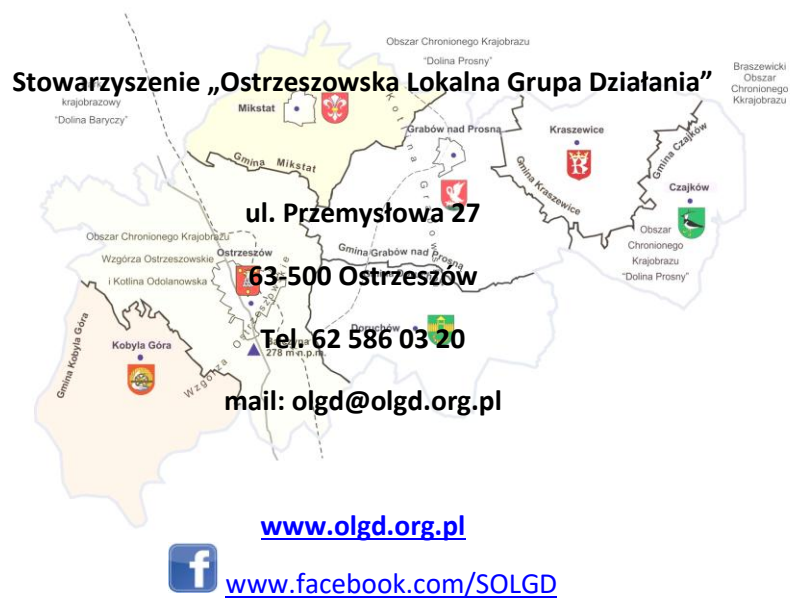 Obszar Chronionego Krajobrazu
"Dolina Prosny"
Braszewicki
Obszar
Chronionego
Kkrajobrazu
Stowarzyszenie „Ostrzeszowska Lokalna Grupa Działania”
krajobrazowy
"Dolina Baryczy"
Mikstat
Grabów nad Prosną
Kraszewice
Gmina Mikstat
Gmina Kraszewice
Gmina Czajków
Czajków
ul. Przemysłowa 27
Obszar Chronionego Krajobrazu
Wzgórza Ostrzeszowskie
i Kotlina Odolanowska
Ostrzeszów
Gmina Grabów nad Prosną
Obszar
Chronionego
Krajobrazu
"Dolina Prosny"
63-500 Ostrzeszów
Gmina Kobyla Góra
Kobyla Góra
Doruchów
Tel. 62 586 03 20
278 m n.p.m.
Wzgórza Ostrzeszowskie
mail: olgd@olgd.org.pl
www.olgd.org.pl
f www.facebook.com/SOLGD